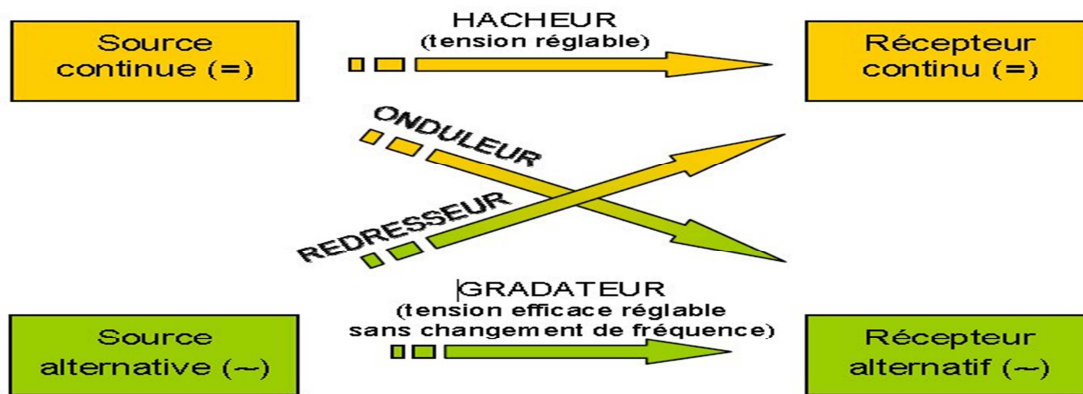 HACHEUR
(tension réglable)
Source
continue (=)
Récepteur
continu (=)
ONDULEUR
REDRESSEUR
GRADATEUR
(tension efficace réglable
sans changement de fréquence)
Source
alternative (~)
Récepteur
alternatif (~)